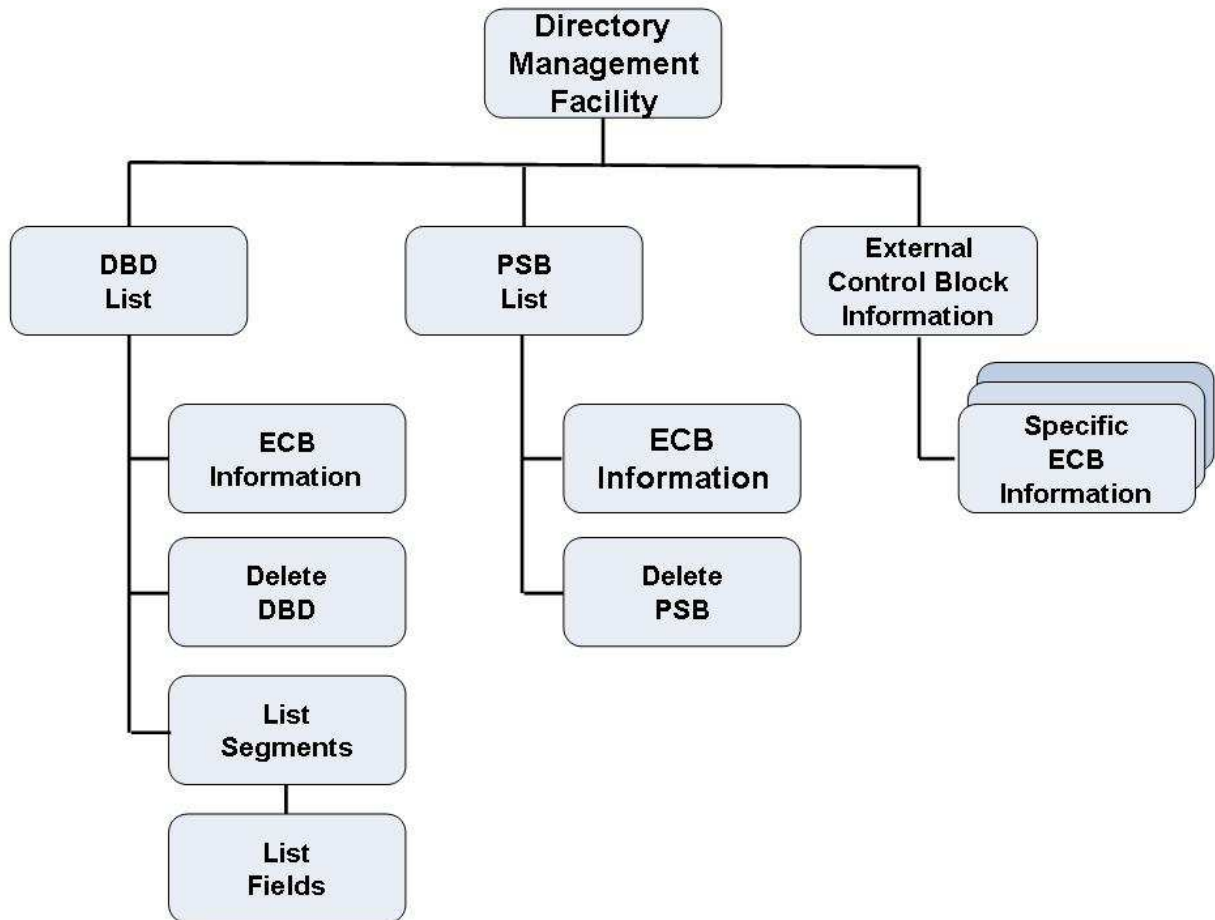 Directory
Management
Facility
DBD
List
PSB
List
External
Control Block
Information
ECB
Information
ECB
Information
Specific
ECB
Information
Delete
DBD
Delete
PSB
List
Segments
List
Fields